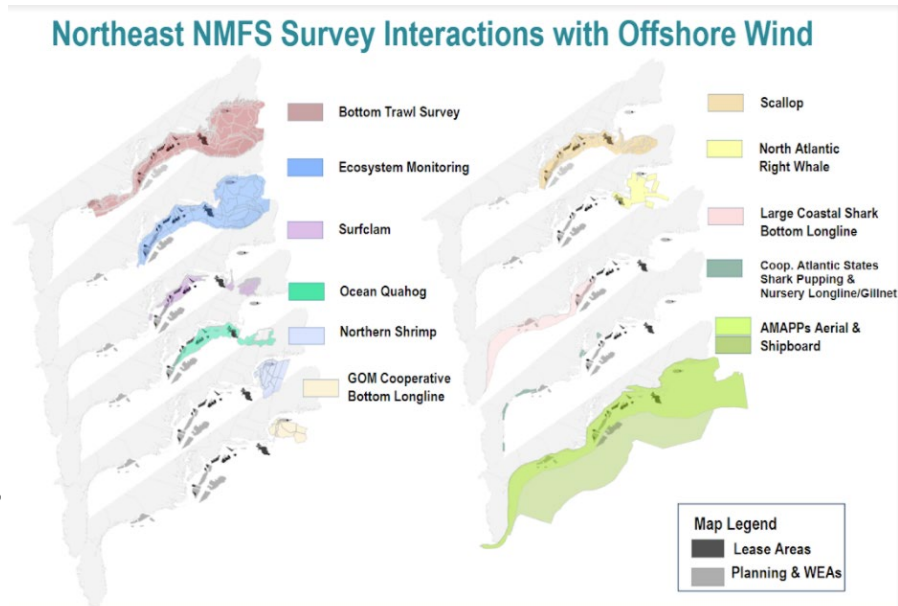 Northeast NMFS Survey Interactions with Offshore Wind
Bottom Trawl Survey
Ecosystem Monitoring
Surfclam
Ocean Quahog
Northern Shrimp
GOM Cooperative
Bottom Longline
Scallop
North Atlantic
Right Whale
Large Coastal Shark
Bottom Longline
Coop. Atlantic States
Shark Pupping &
Nursery Longline/Gillnet
AMAPPs Aerial &
Shipboard
Map Legend
Lease Areas
Planning & WEAs